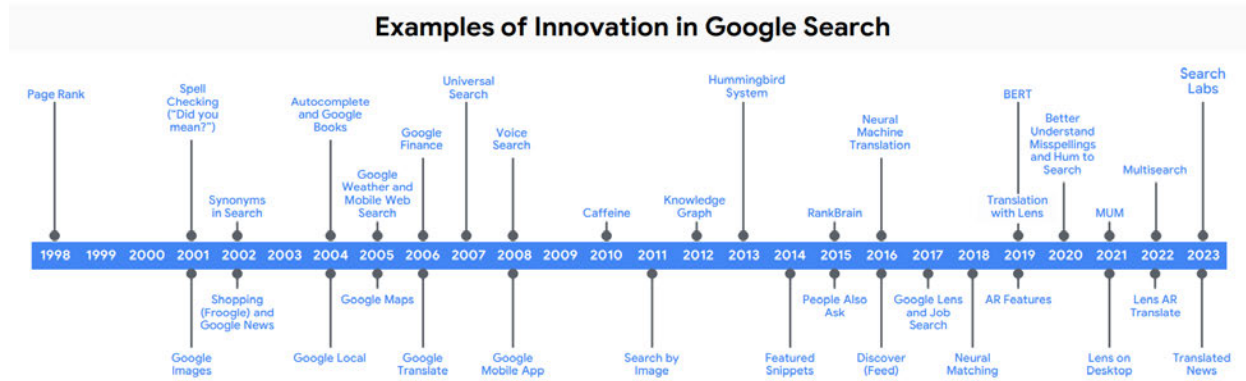 Examples of Innovation in Google Search
Page Rank
Spell
Checking
("Did you
mean?")
Synonyms
in Search
Autocomplete
and Google
Books
Google
Weather and
Mobile Web
Search
Google
Finance
Universal
Search
Voice
Search
Caffeine
Knowledge
Graph
Hummingbird
System
RankBrain
Neural
Machine
Translation
BERT
Translation
with Lens
Better
Understand
Misspellings
and Hum to
Search
MUM
Multisearch
Search
Labs
1998 1999 2000 2001 2002 2003 2004 2005 2006 2007 2008 2009 2010 2011 2012 2013 2014 2015 2016 2017 2018 2019 2020 2021 2022 2023
Google
Images
Shopping
(Froogle) and
Google News
Google Local
Google Maps
Google
Translate
Google
Mobile App
Search by
Image
Featured
Snippets
People Also
Ask
Discover
(Feed)
Google Lens
and Job
Search
Neural
Matching
AR Features
Lens on
Desktop
Lens AR
Translate
Translated
News